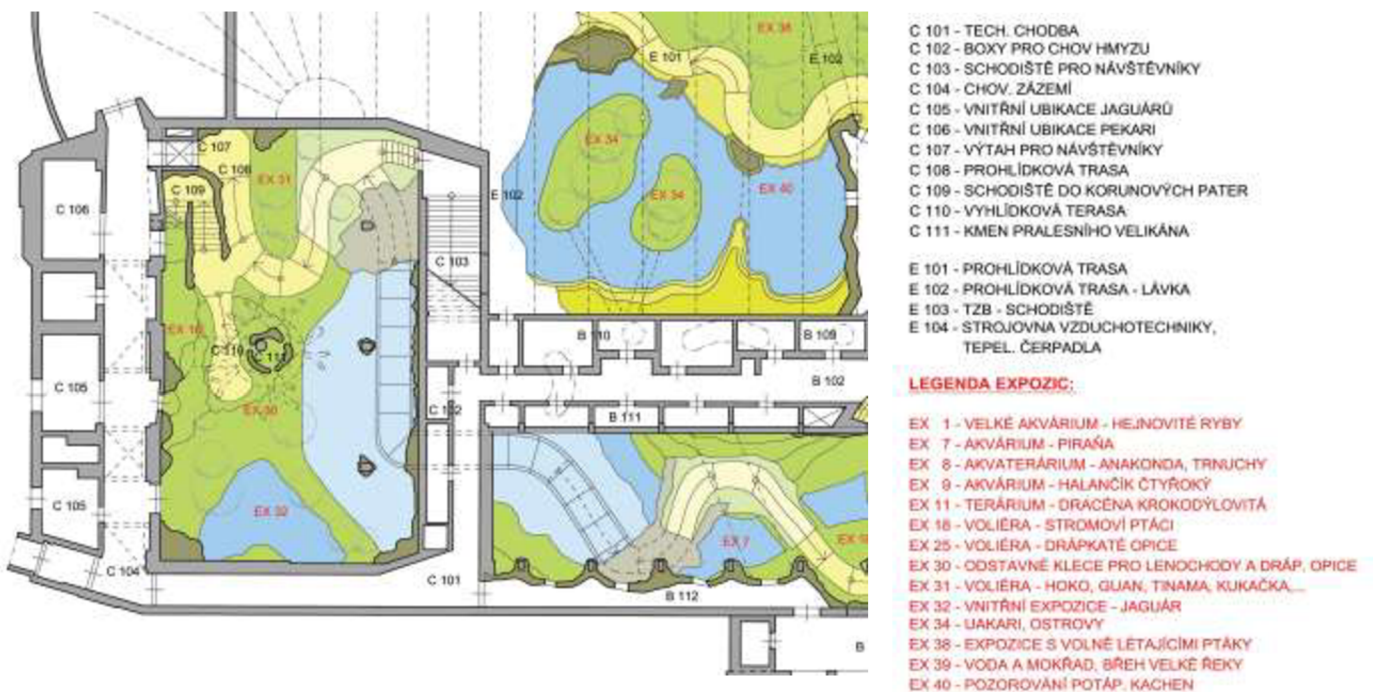 EX 38
E 101
E 102
C 107
C 108
EX 31
C 109
C 106
E 102
EX 34
EX 34
EX 40
C 103
C 110
C 111
B 110
B 109
B 102
C 105
EX 30
C 102
B 111
C 105
EX 32
EX 7
C 104
C 101
B 112
B
C 101 - TECH. CHODBA
C 102 - BOXY PRO CHOV HMYZU
C 103 - SCHODIŠTĚ PRO NÁVŠTĚVNÍKY
C 104 - CHOV. ZÁZEMÍ
C 105 - VNITŘNÍ UBIKACE JAGUÁRŮ
C 106 - VNITŘNÍ UBIKACE PEKARI
C 107 - VÝTAH PRO NÁVŠTĚVNÍKY
C 108 - PROHLÍDKOVÁ TRASA
C 109 - SCHODIŠTĚ DO KORUNOVÝCH PATER
C 110 - VYHLÍDKOVÁ TERASA
C 111 - KMEN PRALESNÍHO VELIKÁNA
E 101 - PROHLÍDKOVÁ TRASA
E 102 - PROHLÍDKOVÁ TRASA - LÁVKA
E 103 - TZB - SCHODIŠTĚ
E 104 - STROJOVNA VZDUCHOTECHNIKY,
TEPEL. ČERPADLA
LEGENDA EXPOZIC:
EX 1 - VELKÉ AKVÁRIUM - HEJNOVITÉ RYBY
EX 7 - AKVÁRIUM - PIRAŇA
EX 8 - AKVATERÁRIUM - ANAKONDA, TRNUCHY
EX 9 - AKVÁRIUM - HALANČÍK ČTYŘOKÝ
EX 11 - TERÁRIUM - DRACÉNA KROKODÝLOVITÁ
EX 18 - VOLIÉRA - STROMOVÍ PTÁCI
EX 25 - VOLIÉRA - DRÁPKATÉ OPICE
EX 30 - ODSTAVNÉ KLECE PRO LENOCHODY A DRÁP. OPICE
EX 31 - VOLIÉRA - HOKO, GUAN, TINAMA, KUKAČKA,...
EX 32 - VNITŘNÍ EXPOZICE - JAGUÁR
EX 34 - UAKARI, OSTROVY
EX 38 - EXPOZICE S VOLNĚ LÉTAJÍCÍMI PTÁKY
EX 39 - VODA A MOKŘAD, BŘEH VELKÉ ŘEKY
EX 40 - POZOROVÁNÍ POTÁP. KACHEN